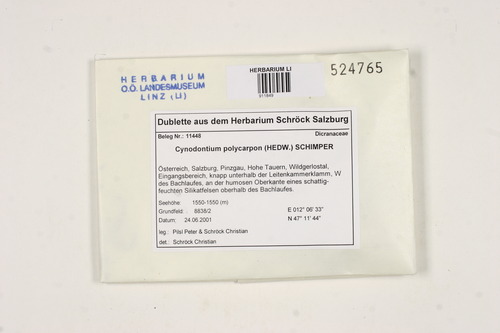 HERBARIUM
O.Ö. LANDESMUSEUM
LINZ (LI)
HERBARIUM LI
524765
Dublette aus dem Herbarium Schröck Salzburg
Beleg Nr.: 11448 Dicranaceae
Cynodontium polycarpon (HEDW.) SCHIMPER
Österreich, Salzburg, Pinzgau, Hohe Tauern, Wildgerlostal,
Eingangsbereich, knapp unterhalb der Leitenkammerklamm, W
des Bachlaufes, an der humosen Oberkante eines schattig-
feuchten Silikatfelsen oberhalb des Bachlaufes.
Seehöhe: 1550-1550 (m)
Grundfeld: 8838/2 E 012° 06' 33''
Datum: 24.06.2001 N 47° 11' 44''
leg.: Pilsl Peter & Schröck Christian
det.: Schröck Christian